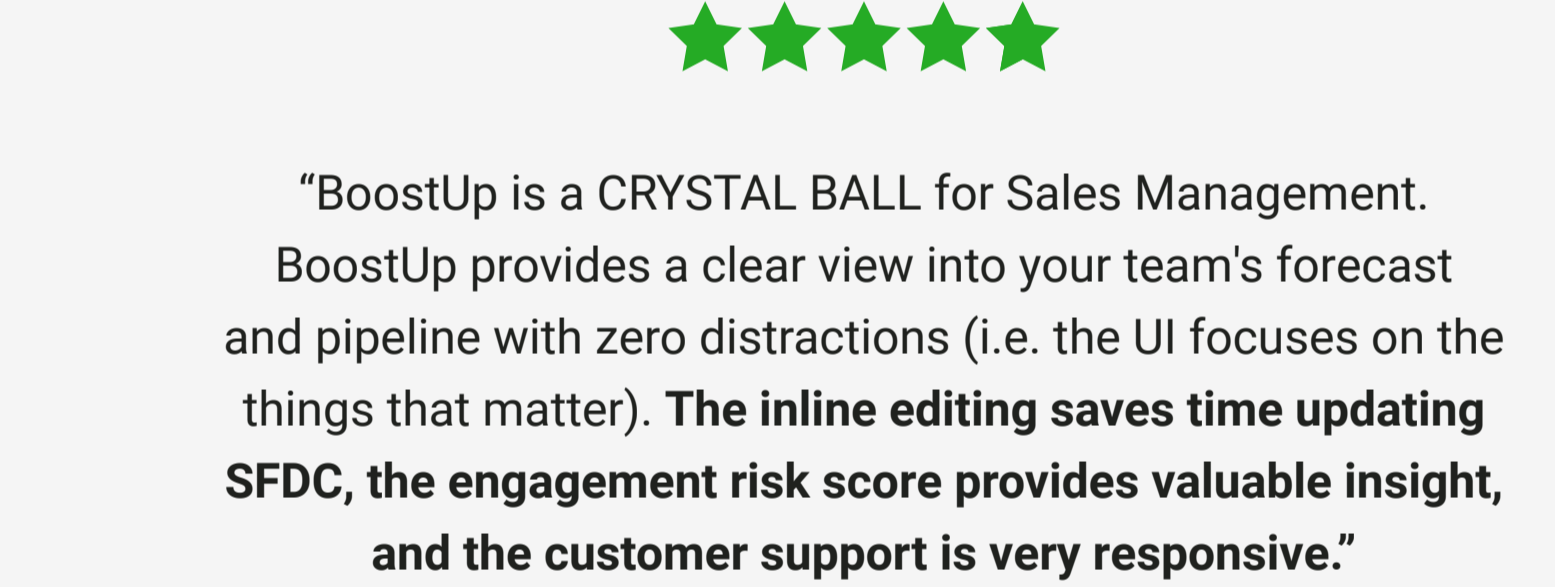 “BoostUp is a CRYSTAL BALL for Sales Management.
BoostUp provides a clear view into your team's forecast
and pipeline with zero distractions (i.e. the UI focuses on the
things that matter). The inline editing saves time updating
SFDC, the engagement risk score provides valuable insight,
and the customer support is very responsive.”